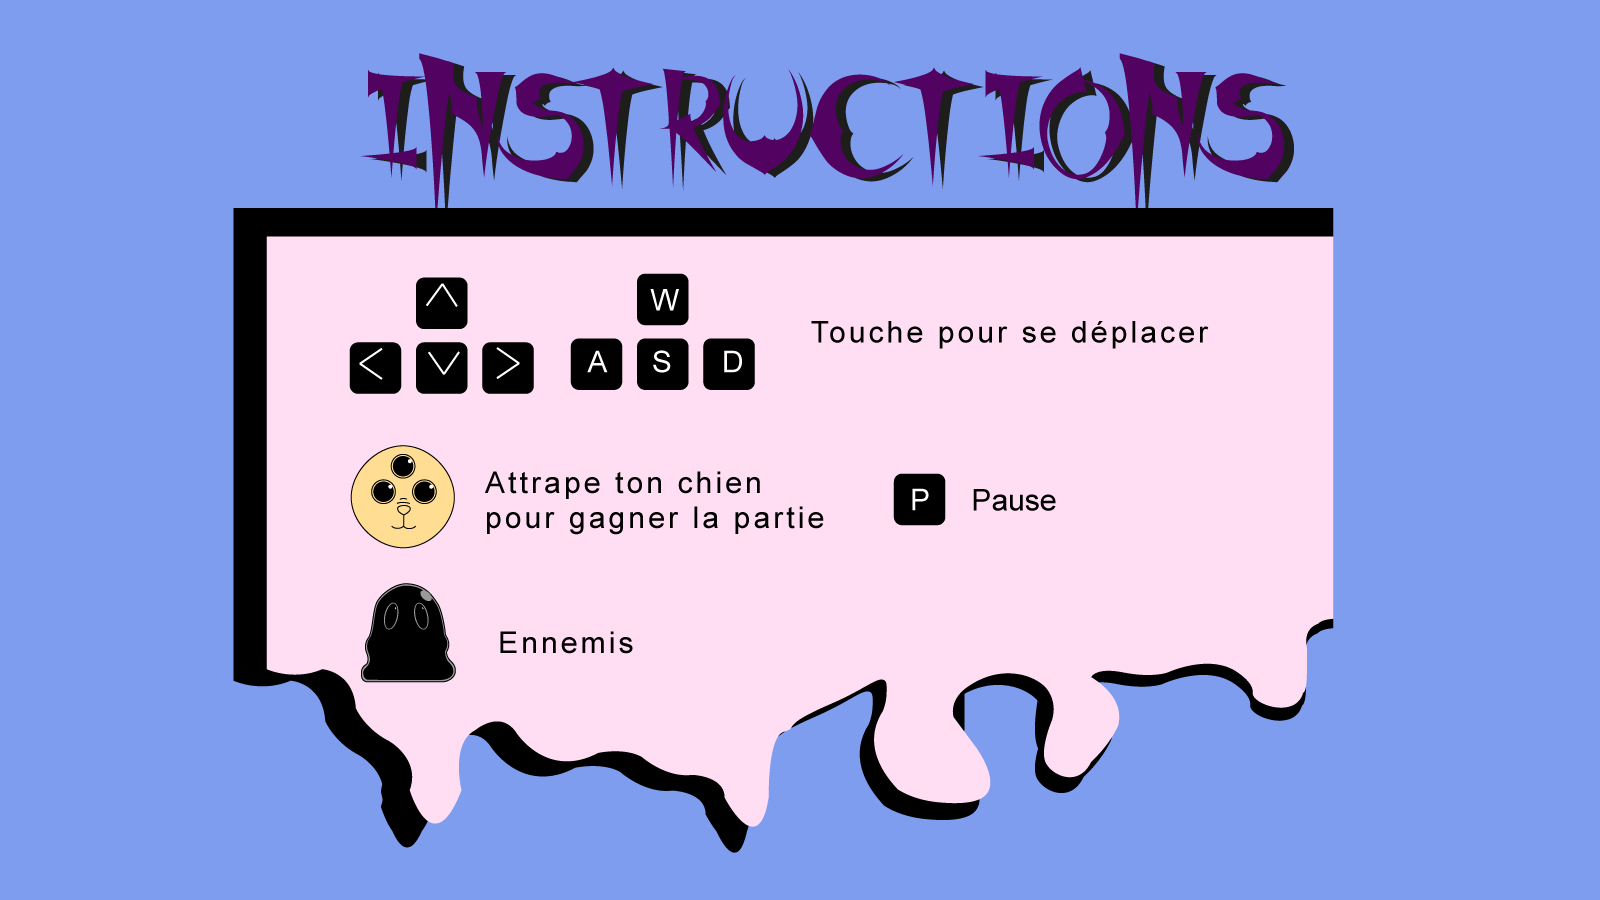 INSTRUCTIONS
W
A S D
Touche pour se déplacer
Attrape ton chien
pour gagner la partie
P Pause
Ennemis